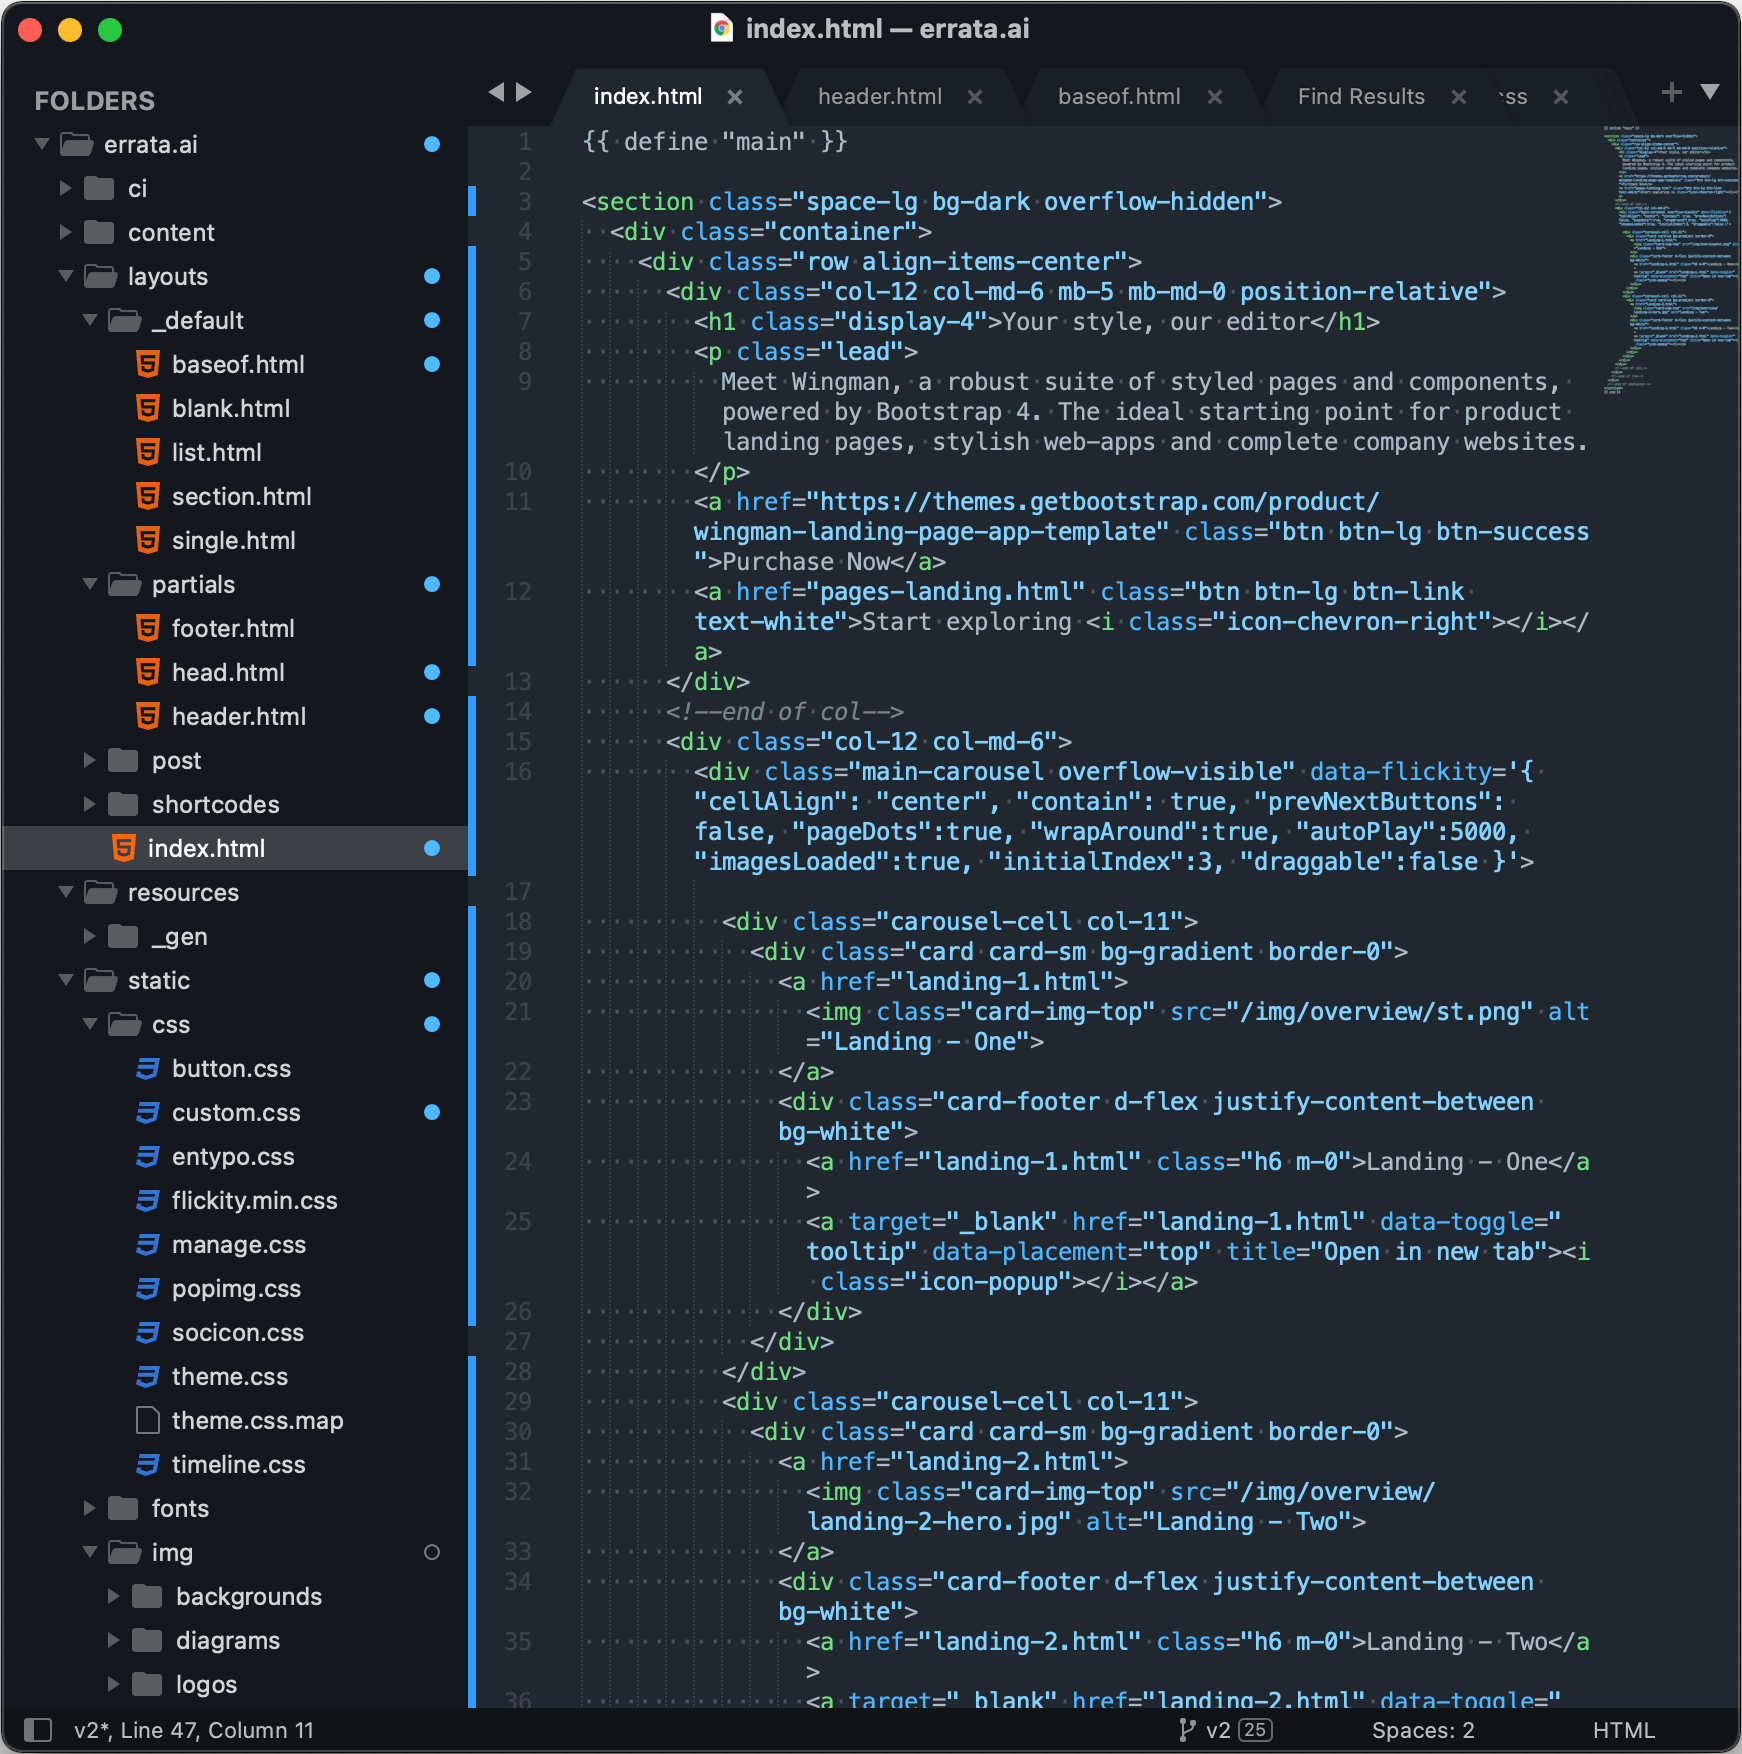 index.html — errata.ai
FOLDERS
errata.ai
ci
content
layouts
_default
baseof.html
blank.html
list.html
section.html
single.html
partials
footer.html
head.html
header.html
post
shortcodes
index.html
resources
_gen
static
css
button.css
custom.css
entypo.css
flickity.min.css
manage.css
popimg.css
socicon.css
theme.css
theme.css.map
timeline.css
fonts
img
backgrounds
diagrams
logos
index.html
header.html
baseof.html
Find Results
ss
1 {{ define "main" }}
2
3 <section class="space-lg bg-dark overflow-hidden">
4 <div class="container">
5 <div class="row align-items-center">
6 <div class="col-12 col-md-6 mb-5 mb-md-0 position-relative">
7 <h1 class="display-4">Your style, our editor</h1>
8 <p class="lead">
9 Meet Wingman, a robust suite of styled pages and components,
powered by Bootstrap 4. The ideal starting point for product
landing pages, stylish web-apps and complete company websites.
10 </p>
11 <a href="https://themes.getbootstrap.com/product/
wingman-landing-page-app-template" class="btn btn-lg btn-success
">Purchase Now</a>
12 <a href="pages-landing.html" class="btn btn-lg btn-link
text-white">Start exploring <i class="icon-chevron-right"></i></
a>
13 </div>
14 <!--end of col-->
15 <div class="col-12 col-md-6">
16 <div class="main-carousel overflow-visible" data-flickity='{
"cellAlign": "center", "contain": true, "prevNextButtons":
false, "pageDots":true, "wrapAround":true, "autoPlay":5000,
"imagesLoaded":true, "initialIndex":3, "draggable":false }'>
17
18 <div class="carousel-cell col-11">
19 <div class="card card-sm bg-gradient border-0">
20 <a href="landing-1.html">
21 <img class="card-img-top" src="/img/overview/st.png" alt
="Landing - One">
22 </a>
23 <div class="card-footer d-flex justify-content-between
bg-white">
24 <a href="landing-1.html" class="h6 m-0">Landing - One</a
>
25 <a target="_blank" href="landing-1.html" data-toggle="
tooltip" data-placement="top" title="Open in new tab"><i
class="icon-popup"></i></a>
26 </div>
27 </div>
28 </div>
29 <div class="carousel-cell col-11">
30 <div class="card card-sm bg-gradient border-0">
31 <a href="landing-2.html">
32 <img class="card-img-top" src="/img/overview/
landing-2-hero.jpg" alt="Landing - Two">
33 </a>
34 <div class="card-footer d-flex justify-content-between
bg-white">
35 <a href="landing-2.html" class="h6 m-0">Landing - Two</a
>
36 <a target="_blank" href="landing-2.html" data-toggle="
v2*, Line 47, Column 11
v2 25
Spaces: 2
HTML